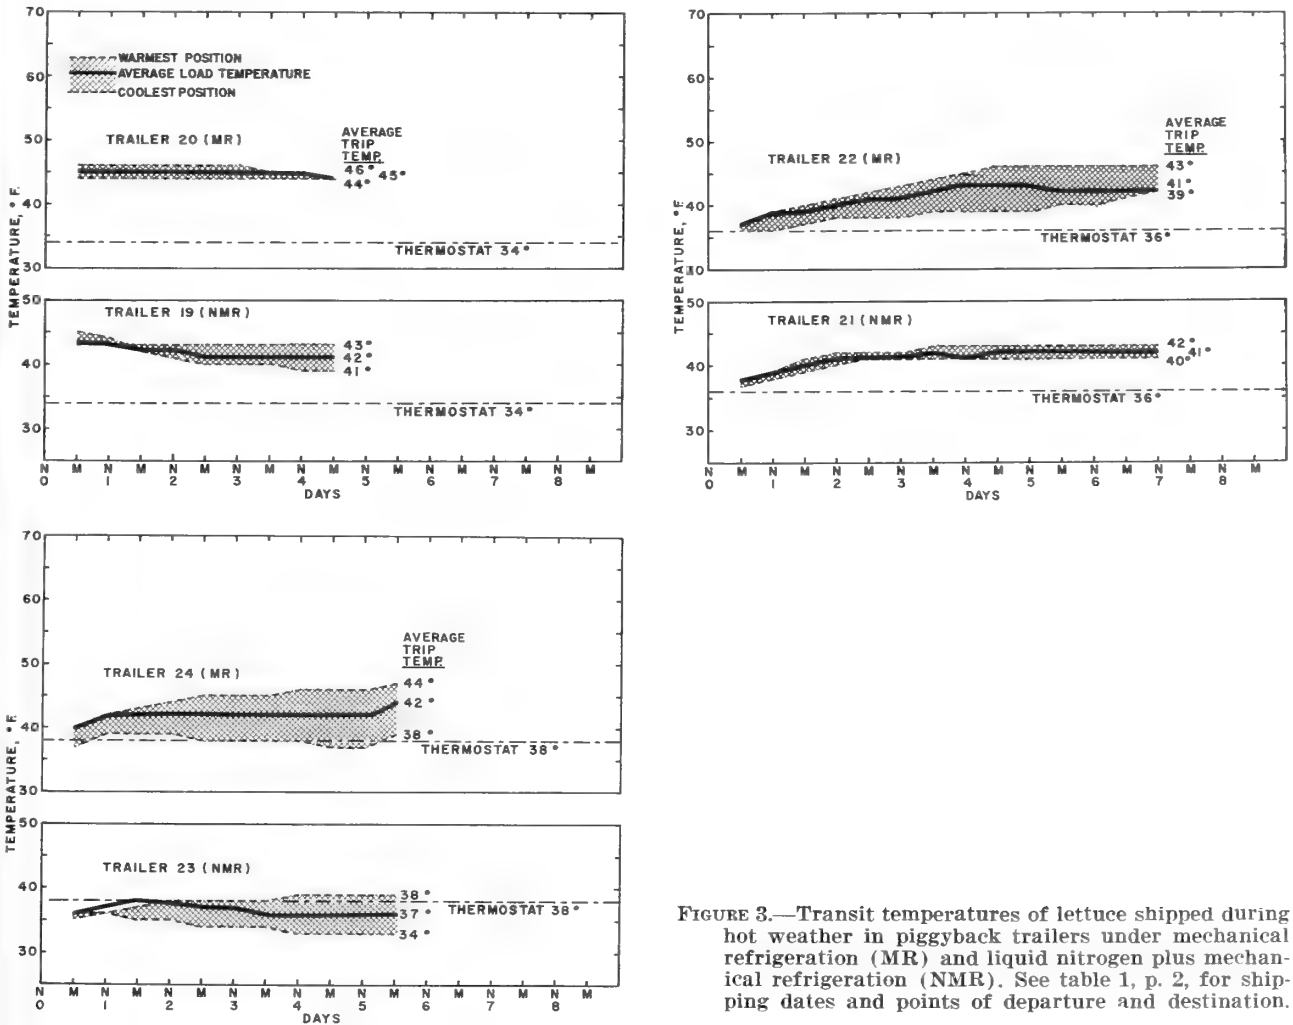 70
60
50
40
30
TEMPERATURE, °F.
WARMEST POSITION
AVERAGE LOAD TEMPERATURE
COOLEST POSITION
TRAILER 20 (MR)
AVERAGE
TRIP
TEMP.
46°
45°
44°
THERMOSTAT 34°
50
40
30
TRAILER 19 (NMR)
43°
42°
41°
THERMOSTAT 34°
N M N M N M N M N M N M N M N M N M
0 1 2 3 4 5 6 7 8
DAYS
70
60
50
40
30
TEMPERATURE, °F.
TRAILER 22 (MR)
AVERAGE
TRIP
TEMP.
43°
41°
39°
THERMOSTAT 36°
50
40
30
TRAILER 21 (NMR)
42°
41°
40°
THERMOSTAT 36°
N M N M N M N M N M N M N M N M N M
0 1 2 3 4 5 6 7 8
DAYS
70
60
50
40
30
TEMPERATURE, °F.
TRAILER 24 (MR)
AVERAGE
TRIP
TEMP.
44°
42°
38°
THERMOSTAT 38°
50
40
30
TRAILER 23 (NMR)
38°
37°
34°
THERMOSTAT 38°
N M N M N M N M N M N M N M N M N M
0 1 2 3 4 5 6 7 8
DAYS
FIGURE 3.—Transit temperatures of lettuce shipped during
hot weather in piggyback trailers under mechanical
refrigeration (MR) and liquid nitrogen plus mechan-
ical refrigeration (NMR). See table 1, p. 2, for ship-
ping dates and points of departure and destination.